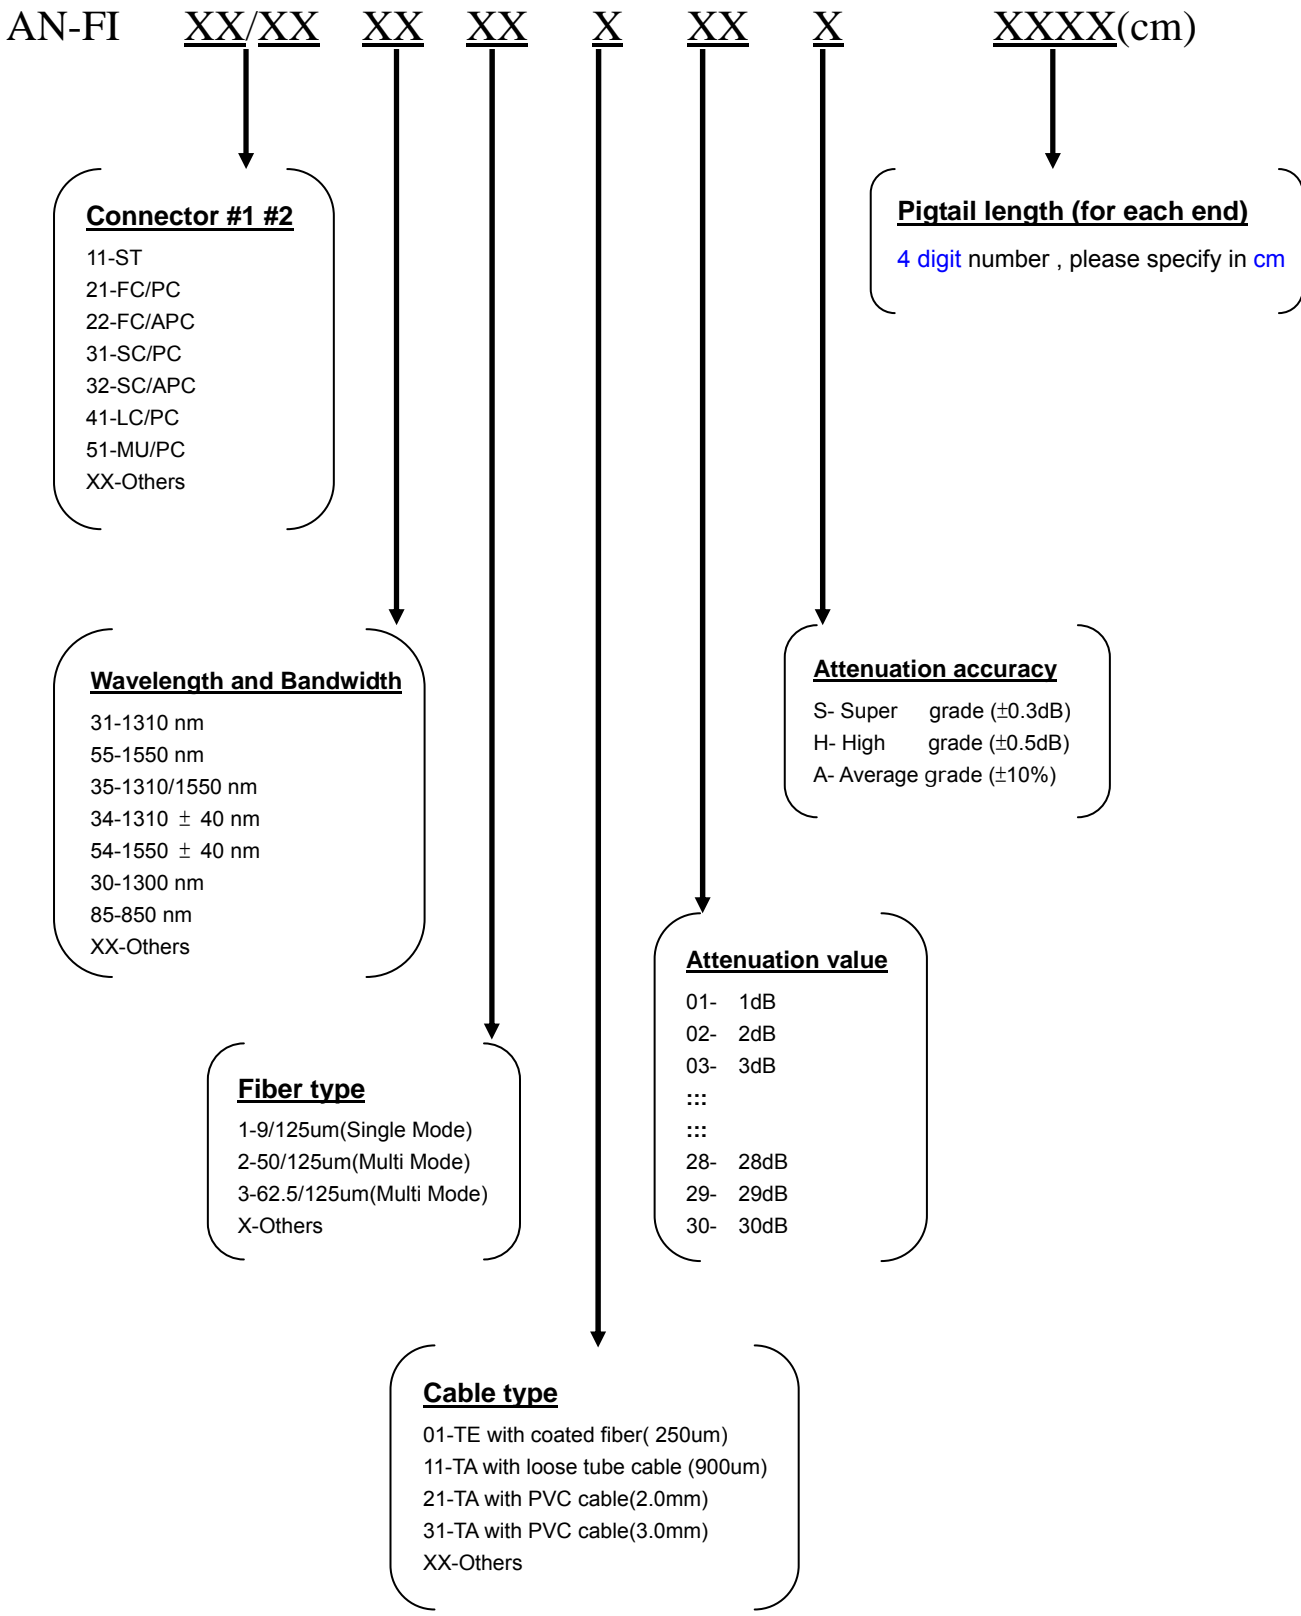 AN-FI XX/XX XX XX X XX X XXXX(cm)
Connector #1 #2
11-ST
21-FC/PC
22-FC/APC
31-SC/PC
32-SC/APC
41-LC/PC
51-MU/PC
XX-Others
Pigtail length (for each end)
4 digit number , please specify in cm
Wavelength and Bandwidth
31-1310 nm
55-1550 nm
35-1310/1550 nm
34-1310 ± 40 nm
54-1550 ± 40 nm
30-1300 nm
85-850 nm
XX-Others
Attenuation accuracy
S- Super grade (±0.3dB)
H- High grade (±0.5dB)
A- Average grade (±10%)
Attenuation value
01- 1dB
02- 2dB
03- 3dB
:::
:::
28- 28dB
29- 29dB
30- 30dB
Fiber type
1-9/125um(Single Mode)
2-50/125um(Multi Mode)
3-62.5/125um(Multi Mode)
X-Others
Cable type
01-TE with coated fiber( 250um)
11-TA with loose tube cable (900um)
21-TA with PVC cable(2.0mm)
31-TA with PVC cable(3.0mm)
XX-Others